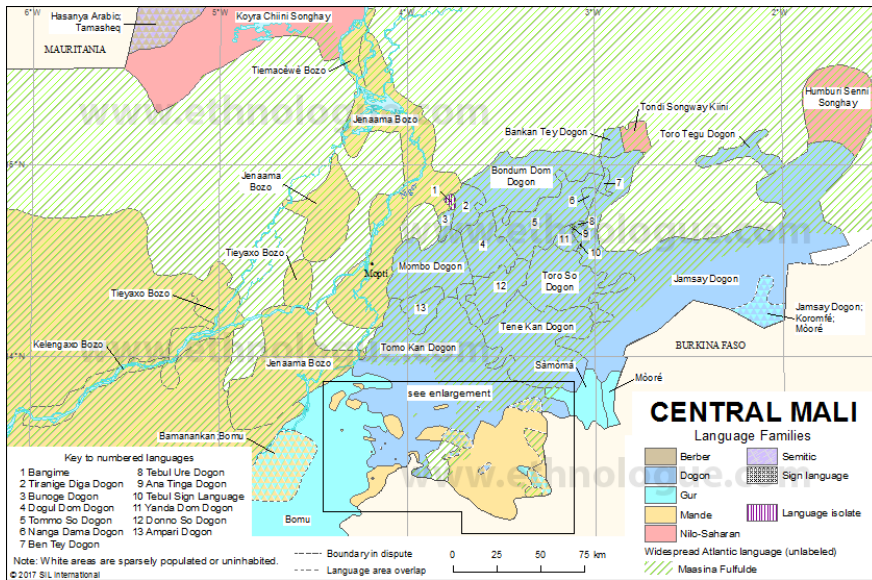 6°W
5°W
4°W
3°W
2°W
Hasanya Arabic;
Tamasheq
MAURITANIA
Koyra Chiini Songhay
Tiemacèwè Bozo
www.ethnologue.com
Jenaama Bozo
Tondi Songway Kiini
Humburi Senni
Songhay
Bankan Tey Dogon
Toro Tegu Dogon
15°N
Jenaama
Bozo
Bondum Dom
Dogon
1
2
3
4
5
6
7
8
9
10
11
12
13
www.ethnologue.com
Tieyaxo Bozo
Mopti
Mombo Dogon
Toro So
Dogon
Jamsay Dogon
Tieyaxo Bozo
Jamsay Dogon;
Koromfé;
Mòoré
Tene Kan Dogon
Kelengaxo Bozo
Tomo Kan Dogon
BURKINA FASO
14°N
www.ethnologue.com
Jenaama Bozo
Sàmòma
Mòoré
see enlargement
Bamanankan;Bomu
Bomu
www.ethnologue.com
Key to numbered languages
1 Bangime
2 Tiranige Diga Dogon
3 Bunoge Dogon
4 Dogul Dom Dogon
5 Tommo So Dogon
6 Nanga Dama Dogon
7 Ben Tey Dogon
8 Tebul Ure Dogon
9 Ana Tinga Dogon
10 Tebul Sign Language
11 Yanda Dom Dogon
12 Donno So Dogon
13 Ampari Dogon
Note: White areas are sparsely populated or uninhabited.
© 2017 SIL International
Boundary in dispute
Language area overlap
0 25 50 75 km
CENTRAL MALI
Language Families
Berber
Dogon
Gur
Mande
Nilo-Saharan
Semitic
Sign language
Language isolate
Widespread Atlantic language (unlabeled)
Maasina Fulfulde